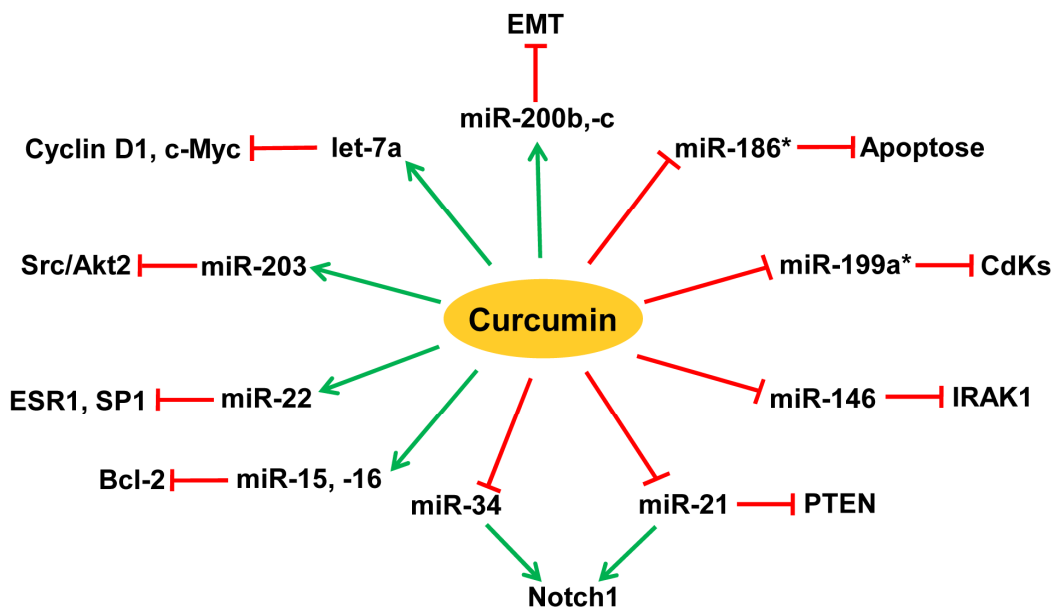 EMT
miR-200b,-c
Cyclin D1, c-Myc
let-7a
miR-186*
Apoptose
Src/Akt2
miR-203
miR-199a*
CdKs
Curcumin
ESR1, SP1
miR-22
miR-146
IRAK1
Bcl-2
miR-15, -16
miR-34
miR-21
PTEN
Notch1